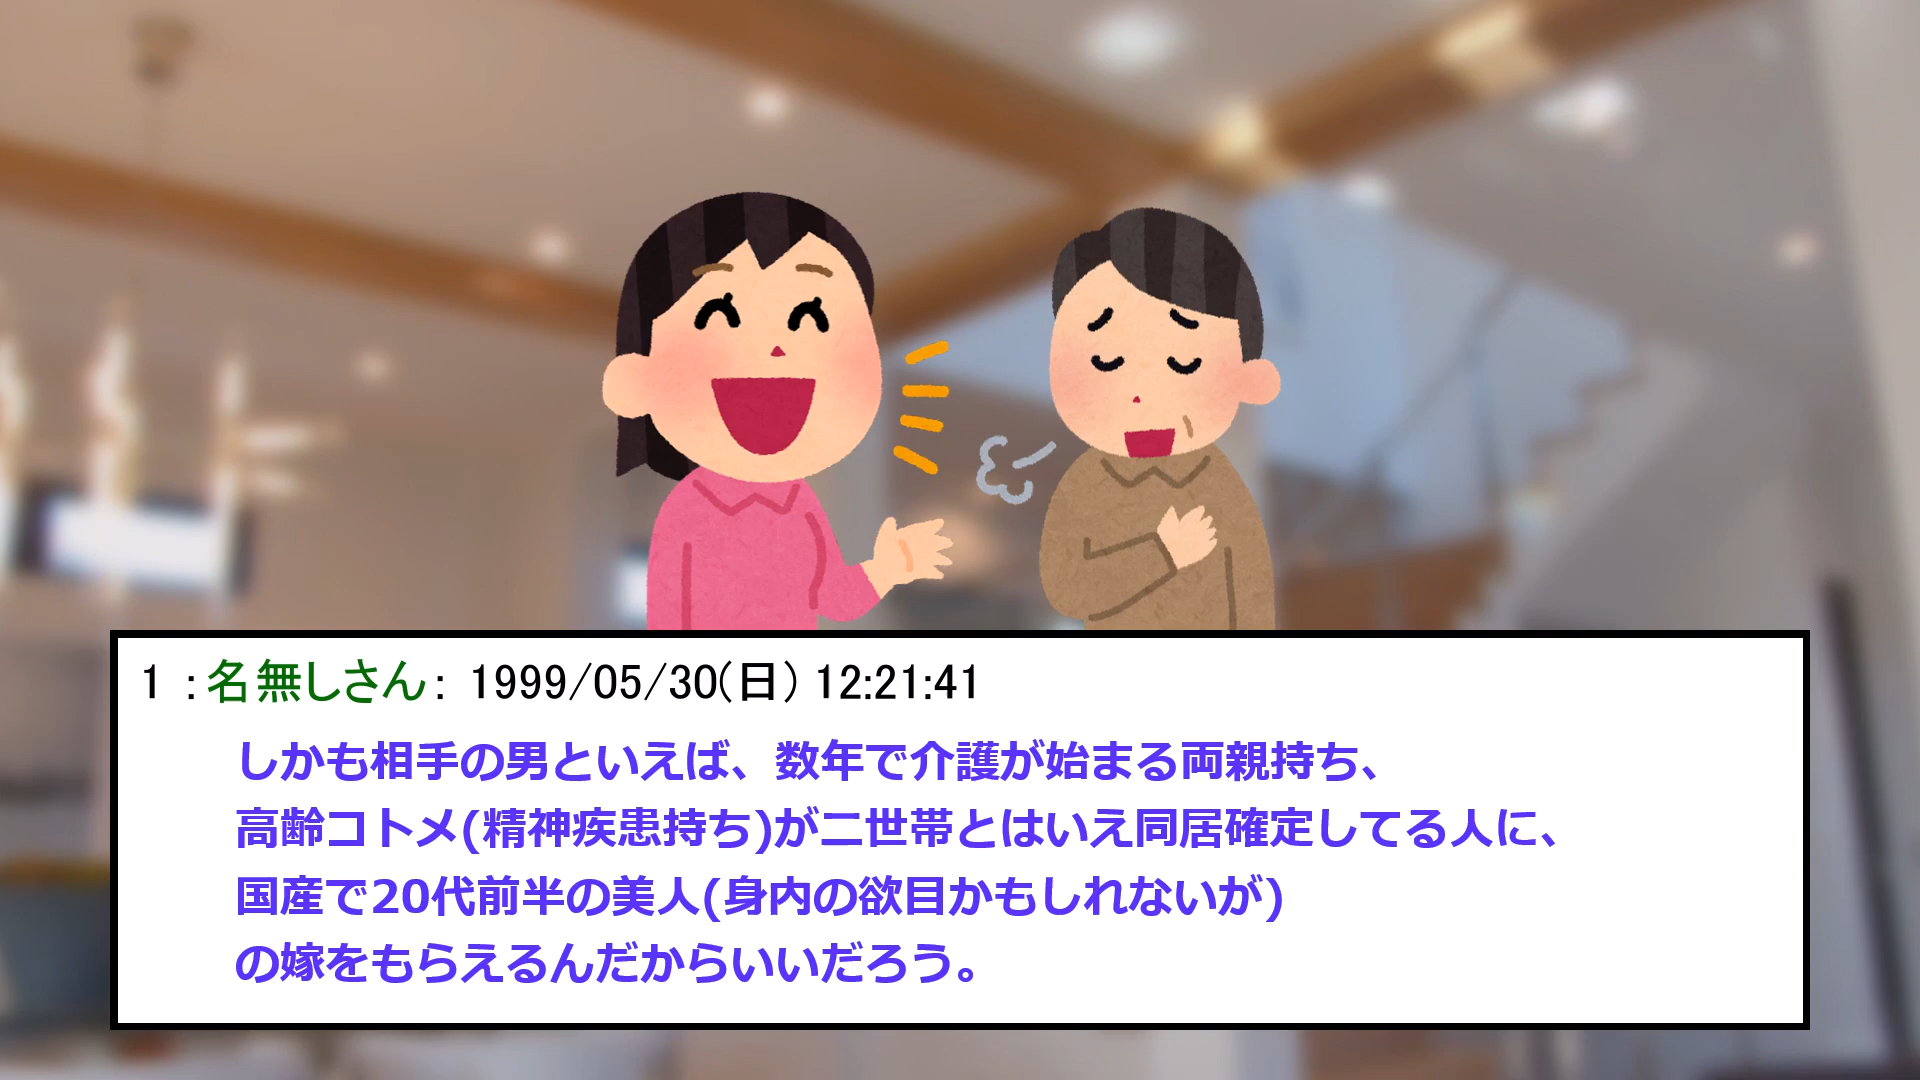 1 :名無しさん: 1999/05/30(日) 12:21:41
しかも相手の男といえば、数年で介護が始まる両親持ち、
高齢コトメ(精神疾患持ち)が二世帯とはいえ同居確定してる人に、
国産で20代前半の美人(身内の欲目かもしれないが)
の嫁をもらえるんだからいいだろう。